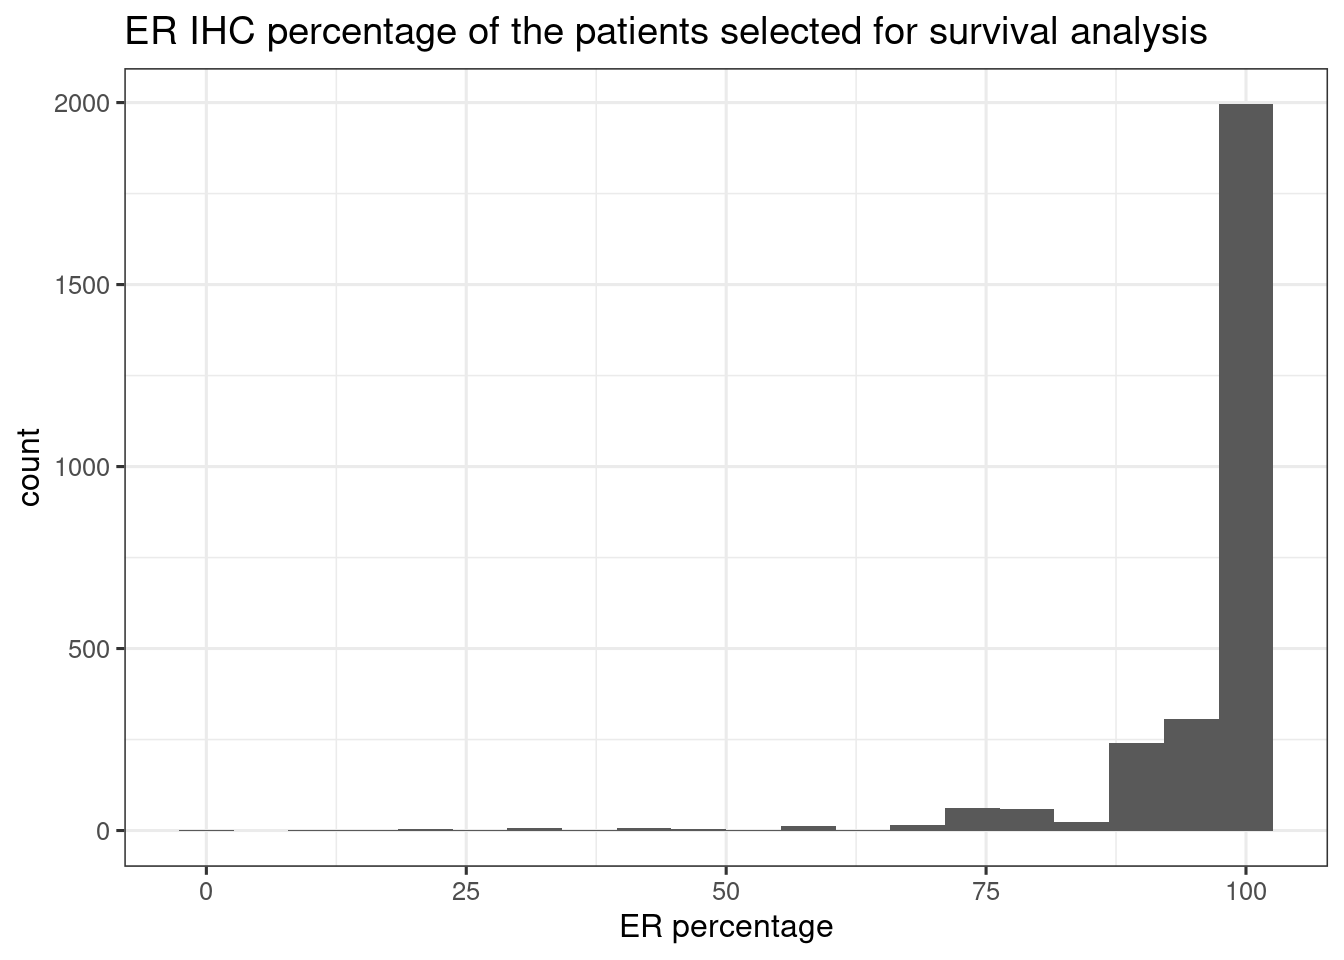 ER IHC percentage of the patients selected for survival analysis
2000
1500
1000
500
0
count
0 25 50 75 100
ER percentage